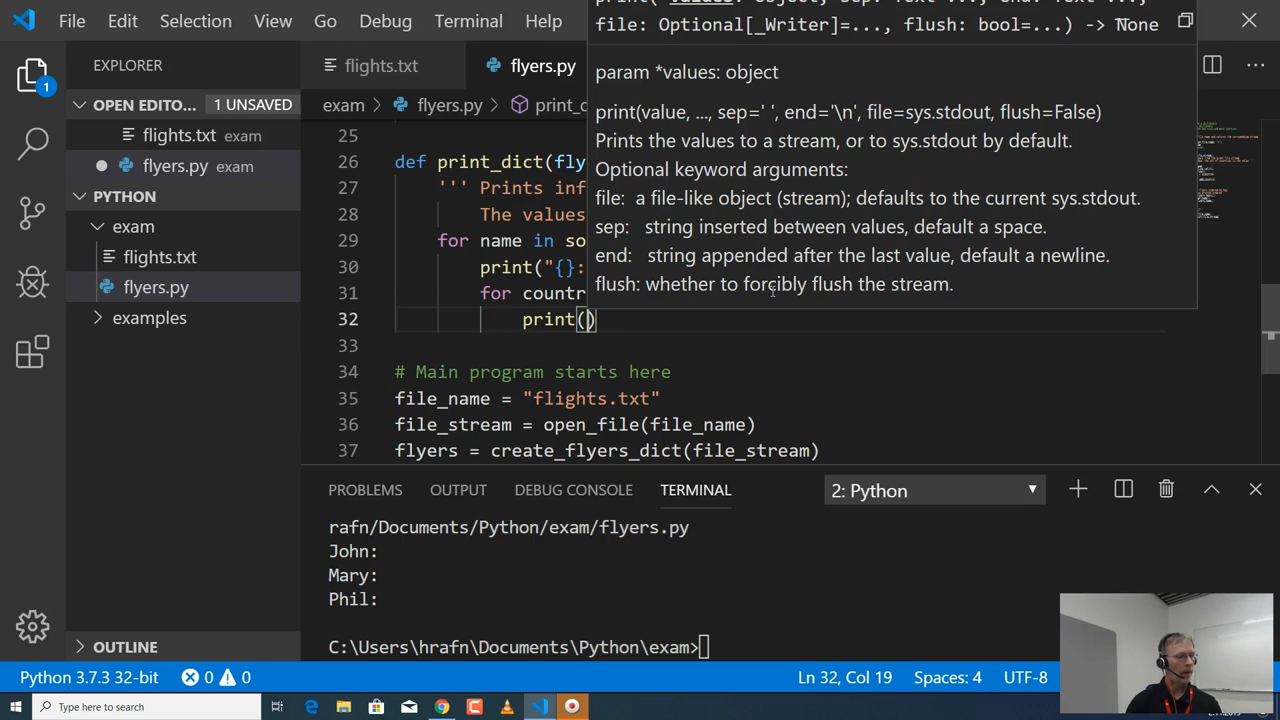 File Edit Selection View Go Debug Terminal Help
file: Optional[_Writer]=..., flush: bool=...) -> None
EXPLORER
flights.txt
flyers.py
param *values: object
OPEN EDITO... 1 UNSAVED
exam > flyers.py > print_d
print(value, ..., sep=' ', end='\n', file=sys.stdout, flush=False)
flights.txt exam
25
Prints the values to a stream, or to sys.stdout by default.
flyers.py exam
26 def print_dict(fly
Optional keyword arguments:
PYTHON
27 ''' Prints inf
file: a file-like object (stream); defaults to the current sys.stdout.
exam
28 The values
sep: string inserted between values, default a space.
flights.txt
29 for name in so
end: string appended after the last value, default a newline.
flyers.py
30 print("{}:
flush: whether to forcibly flush the stream.
31 for countr
examples
32 print()
33
34 # Main program starts here
35 file_name = "flights.txt"
36 file_stream = open_file(file_name)
37 flyers = create_flyers_dict(file_stream)
PROBLEMS OUTPUT DEBUG CONSOLE TERMINAL 2: Python
rafn/Documents/Python/exam/flyers.py
John:
Mary:
Phil:
C:\Users\hrafn\Documents\Python\exam>
OUTLINE
Python 3.7.3 32-bit 0 0 Ln 32, Col 19 Spaces: 4 UTF-8
Type here to search